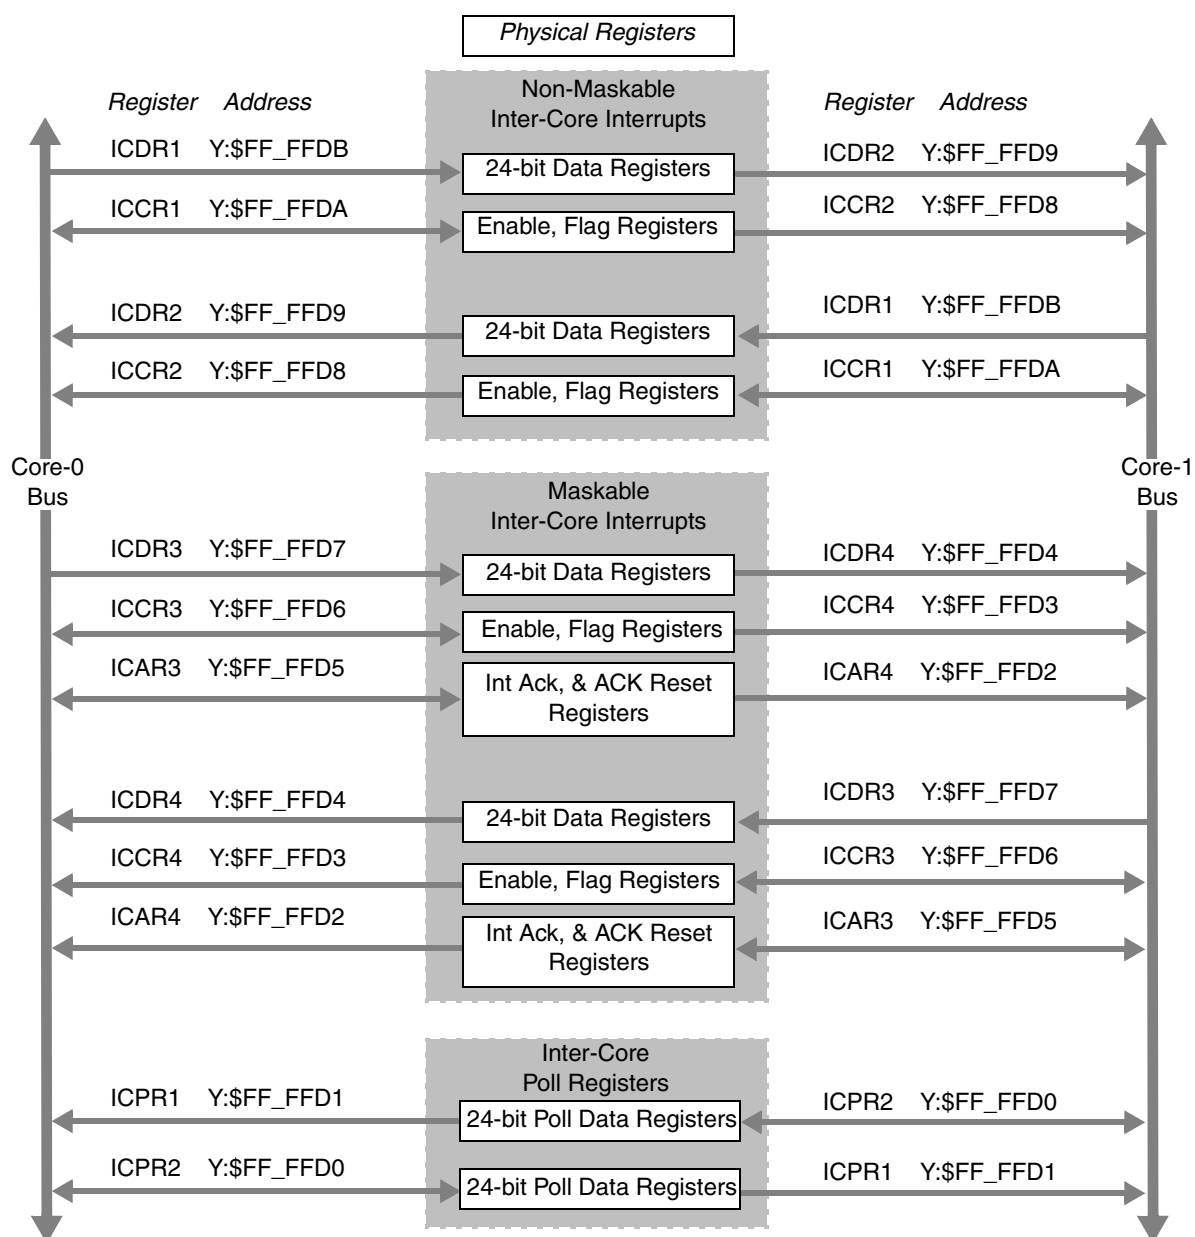 Physical Registers
Non-Maskable
Inter-Core Interrupts
Register Address
Register Address
ICDR1 Y:$FF_FFDB
24-bit Data Registers
ICDR2 Y:$FF_FFD9
ICCR1 Y:$FF_FFDA
Enable, Flag Registers
ICCR2 Y:$FF_FFD8
ICDR2 Y:$FF_FFD9
24-bit Data Registers
ICDR1 Y:$FF_FFDB
ICCR2 Y:$FF_FFD8
Enable, Flag Registers
ICCR1 Y:$FF_FFDA
Core-0
Bus
Core-1
Bus
Maskable
Inter-Core Interrupts
ICDR3 Y:$FF_FFD7
24-bit Data Registers
ICDR4 Y:$FF_FFD4
ICCR3 Y:$FF_FFD6
Enable, Flag Registers
ICCR4 Y:$FF_FFD3
ICAR3 Y:$FF_FFD5
Int Ack, & ACK Reset
Registers
ICAR4 Y:$FF_FFD2
ICDR4 Y:$FF_FFD4
24-bit Data Registers
ICDR3 Y:$FF_FFD7
ICCR4 Y:$FF_FFD3
Enable, Flag Registers
ICCR3 Y:$FF_FFD6
ICAR4 Y:$FF_FFD2
Int Ack, & ACK Reset
Registers
ICAR3 Y:$FF_FFD5
Inter-Core
Poll Registers
ICPR1 Y:$FF_FFD1
24-bit Poll Data Registers
ICPR2 Y:$FF_FFD0
ICPR2 Y:$FF_FFD0
24-bit Poll Data Registers
ICPR1 Y:$FF_FFD1